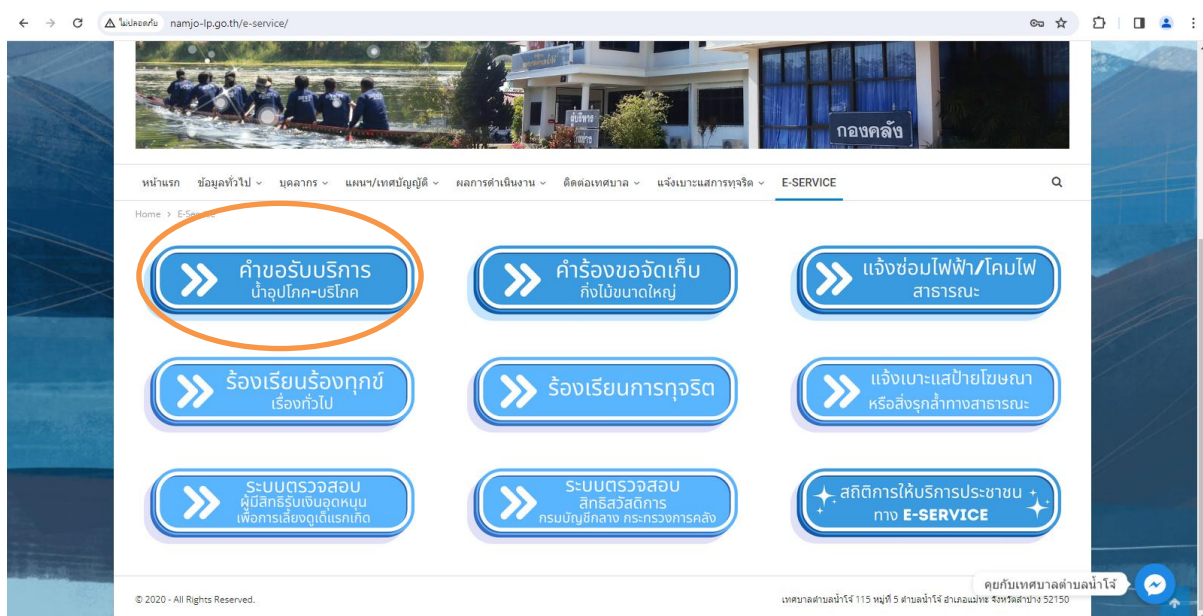 ไม่ปลอดภัย namjo-lp.go.th/e-service/
กองคลัง
หน้าแรก ข้อมูลทั่วไป บุคลากร แผนฯ/เทศบัญญัติ ผลการดำเนินงาน ติดต่อเทศบาล แจ้งเบาะแสการทุจริต E-SERVICE
Home > E-Service
คำขอรับบริการ
น้ำอุปโภค-บริโภค
คำร้องขอจัดเก็บ
กิ่งไม้ขนาดใหญ่
แจ้งซ่อมไฟฟ้า/โคมไฟ
สาธารณะ
ร้องเรียนร้องทุกข์
เรื่องทั่วไป
ร้องเรียนการทุจริต
แจ้งเบาะแสป้ายโฆษณา
หรือสิ่งรุกล้ำทางสาธารณะ
ระบบตรวจสอบ
ผู้มีสิทธิรับเงินอุดหนุน
เพื่อการเลี้ยงดูเด็แรกเกิด
ระบบตรวจสอบ
สิทธิสวัสดิการ
กรมบัญชีกลาง กระทรวงการคลัง
สถิติการให้บริการประชาชน
ทาง E-SERVICE
คุยกับเทศบาลตำบลน้ำโจ้
© 2020 - All Rights Reserved.
เทศบาลตำบลน้ำโจ้ 115 หมู่ที่ 5 ตำบลน้ำโจ้ อำเภอแม่ทะ จังหวัดลำปาง 52150